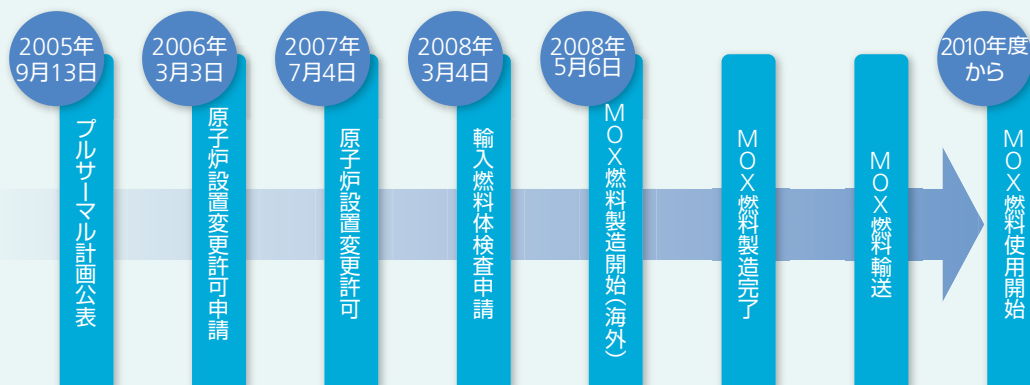 2005年
9月13日
プルサーマル計画公表
2006年
3月3日
原子炉設置変更許可申請
2007年
7月4日
原子炉設置変更許可
2008年
3月4日
輸入燃料体検査申請
2008年
5月6日
MOX燃料製造開始(海外)
MOX燃料製造完了
MOX燃料輸送
2010年度
から
MOX燃料使用開始